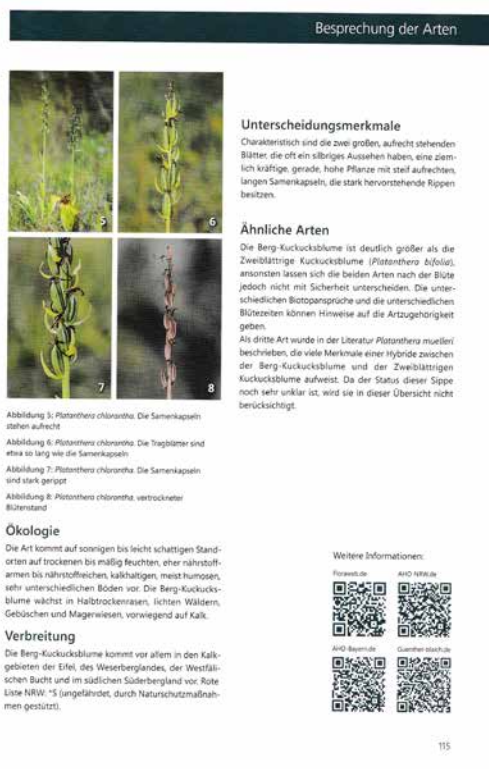 Besprechung der Arten
5
6
7
8
Abbildung 5: Platanthera chlorantha. Die Samenkapseln
stehen aufrecht
Abbildung 6: Platanthera chlorantha. Die Tragblätter sind
etwa so lang wie die Samenkapseln
Abbildung 7: Platanthera chlorantha. Die Samenkapseln
sind stark gerippt
Abbildung 8: Platanthera chlorantha, vertrockneter
Blütenstand
Ökologie
Die Art kommt auf sonnigen bis leicht schattigen Stand-
orten auf trockenen bis mäßig feuchten, eher nährstoff-
armen bis nährstoffreichen, kalkhaltigen, meist humosen,
sehr unterschiedlichen Böden vor. Die Berg-Kuckucks-
blume wächst in Halbtrockenrasen, lichten Wäldern,
Gebüschen und Magerwiesen, vorwiegend auf Kalk.
Verbreitung
Die Berg-Kuckucksblume kommt vor allem in den Kalk-
gebieten der Eifel, des Weserberglandes, der Westfäli-
schen Bucht und im südlichen Süderbergland vor. Rote
Liste NRW: *S (ungefährdet, durch Naturschutzmaßnah-
men gestützt).
Unterscheidungsmerkmale
Charakteristisch sind die zwei großen, aufrecht stehenden
Blätter, die oft ein silbriges Aussehen haben, eine ziem-
lich kräftige, gerade, hohe Pflanze mit steif aufrechten,
langen Samenkapseln, die stark hervorstehende Rippen
besitzen.
Ähnliche Arten
Die Berg-Kuckucksblume ist deutlich größer als die
Zweiblättrige Kuckucksblume (Platanthera bifolia),
ansonsten lassen sich die beiden Arten nach der Blüte
jedoch nicht mit Sicherheit unterscheiden. Die unter-
schiedlichen Biotopansprüche und die unterschiedlichen
Blütezeiten können Hinweise auf die Artzugehörigkeit
geben.
Als dritte Art wurde in der Literatur Platanthera muelleri
beschrieben, die viele Merkmale einer Hybride zwischen
der Berg-Kuckucksblume und der Zweiblättrigen
Kuckucksblume aufweist. Da der Status dieser Sippe
noch sehr unklar ist, wird sie in dieser Übersicht nicht
berücksichtigt.
Weitere Informationen:
Floraweb.de
AHO-NRW.de
AHO-Bayern.de
Guenther-blaich.de
115